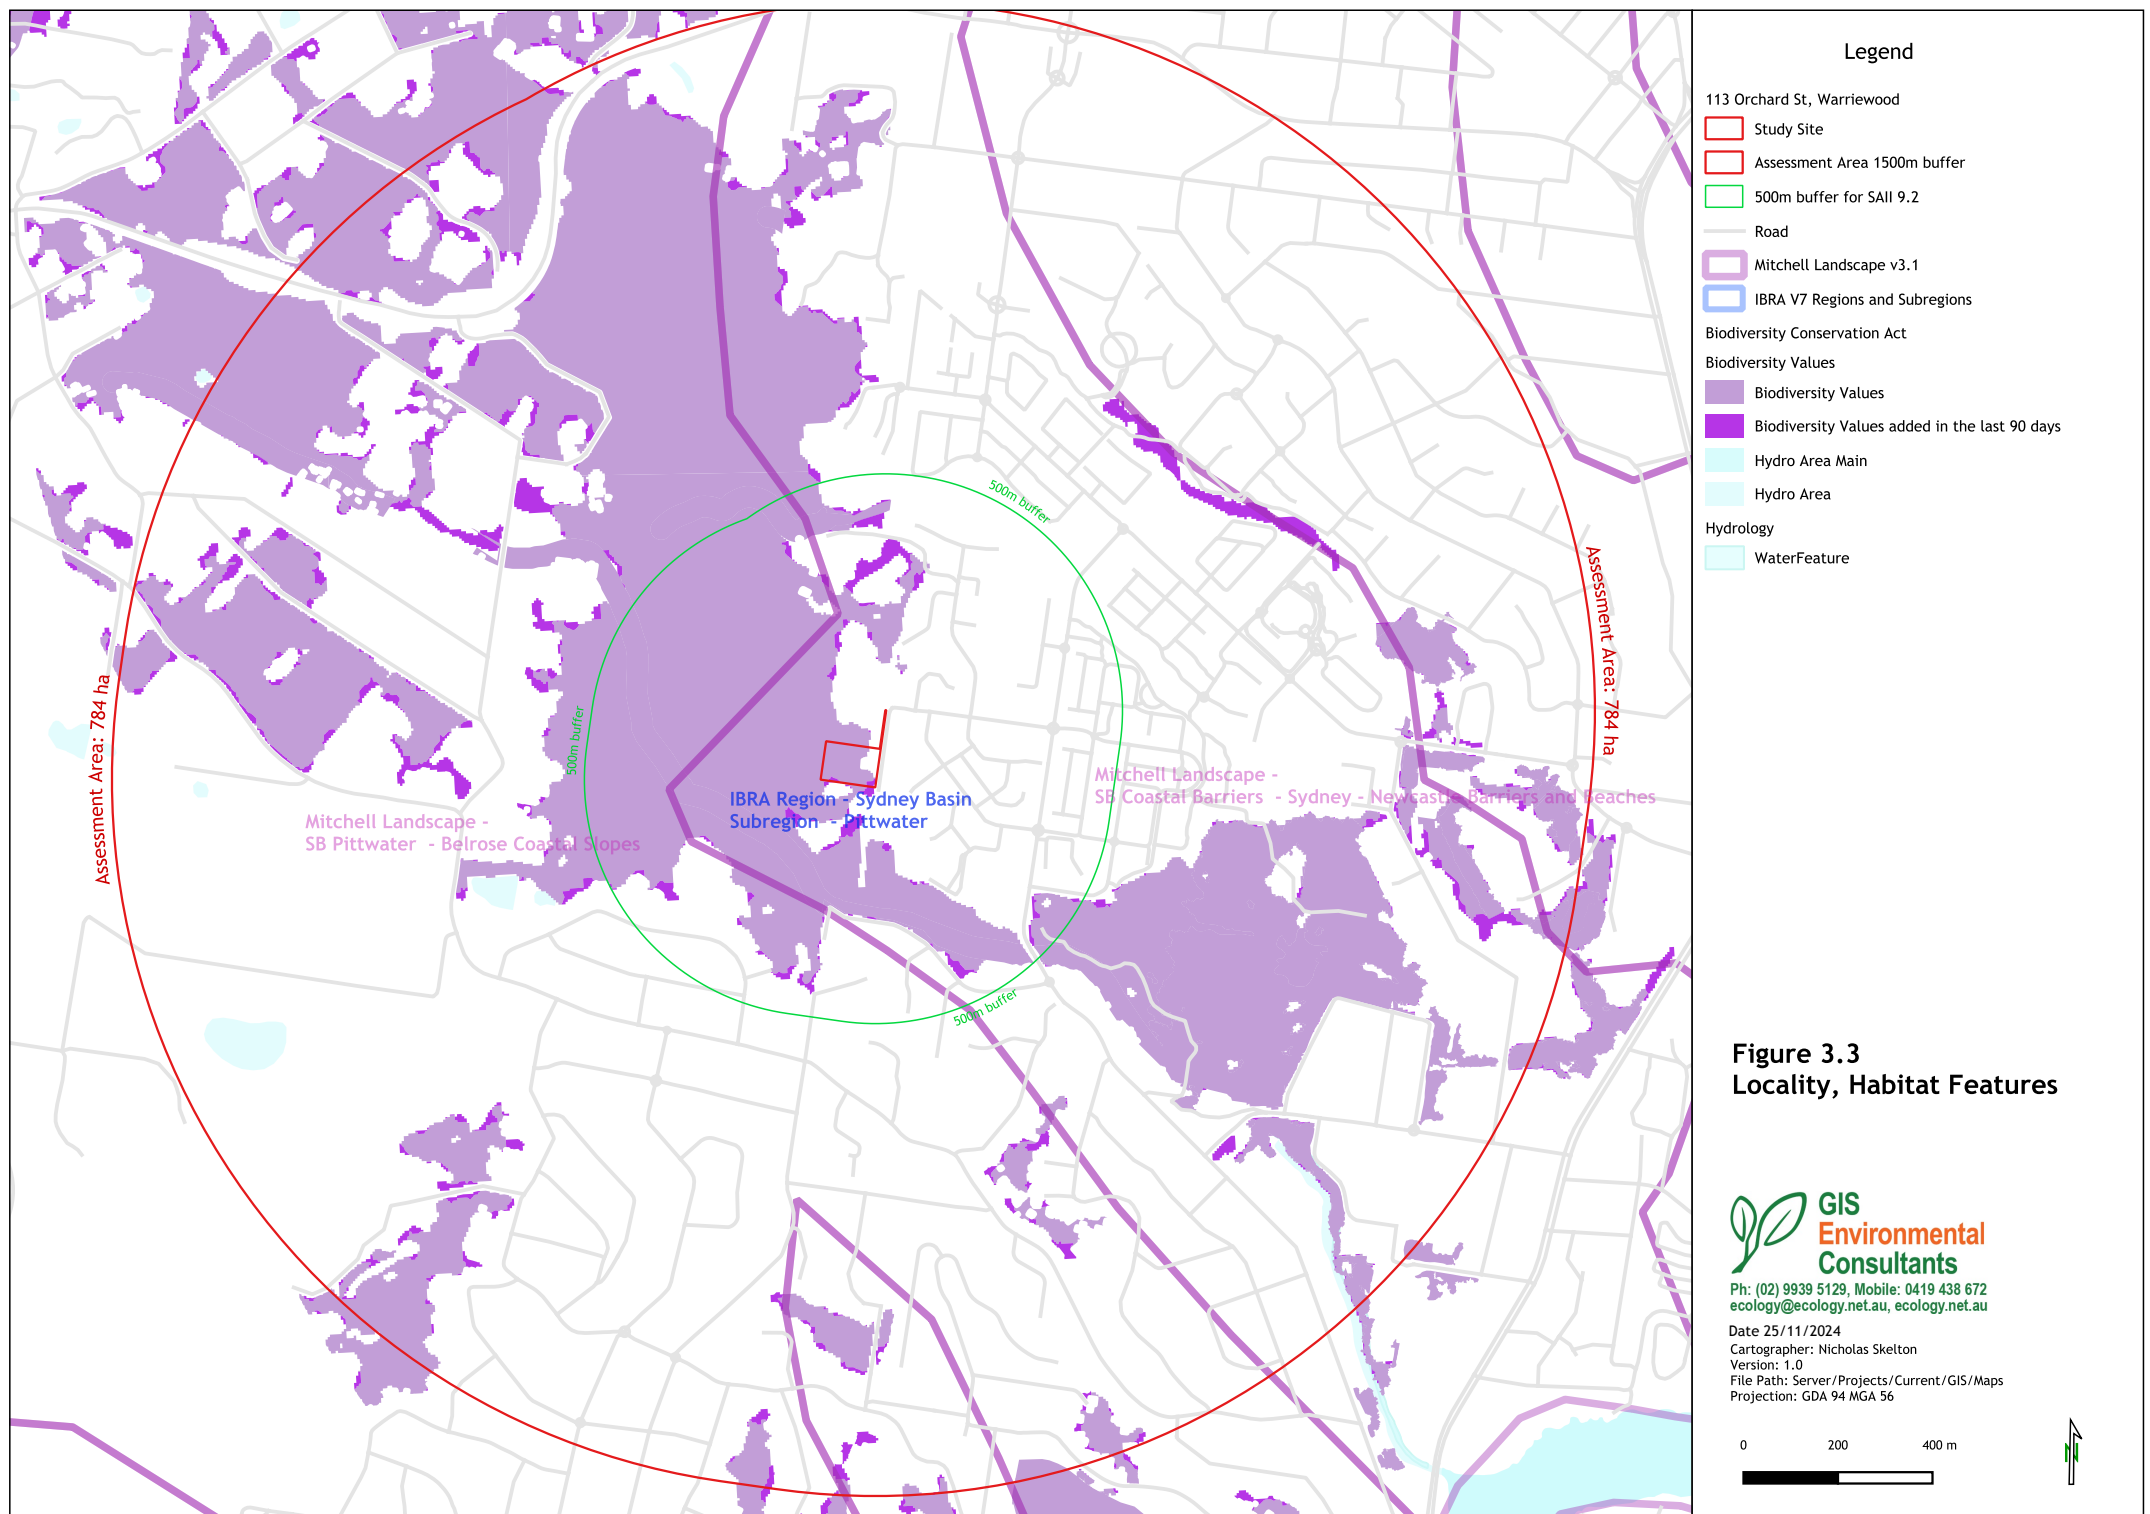 500m buffer
500m buffer
500m buffer
Assessment Area: 784 ha
Assessment Area: 784 ha
Mitchell Landscape -
SB Coastal Barriers - Sydney - Newcastle Barriers and Beaches
IBRA Region - Sydney Basin
Subregion - Pittwater
Mitchell Landscape -
SB Pittwater - Belrose Coastal Slopes
Legend
113 Orchard St, Warriewood
Study Site
Assessment Area 1500m buffer
500m buffer for SAII 9.2
Road
Mitchell Landscape v3.1
IBRA V7 Regions and Subregions
Biodiversity Conservation Act
Biodiversity Values
Biodiversity Values
Biodiversity Values added in the last 90 days
Hydro Area Main
Hydro Area
Hydrology
WaterFeature
Figure 3.3
Locality, Habitat Features
GIS
Environmental
Consultants
Ph: (02) 9939 5129, Mobile: 0419 438 672
ecology@ecology.net.au, ecology.net.au
Date 25/11/2024
Cartographer: Nicholas Skelton
Version: 1.0
File Path: Server/Projects/Current/GIS/Maps
Projection: GDA 94 MGA 56
0 200 400 m
N